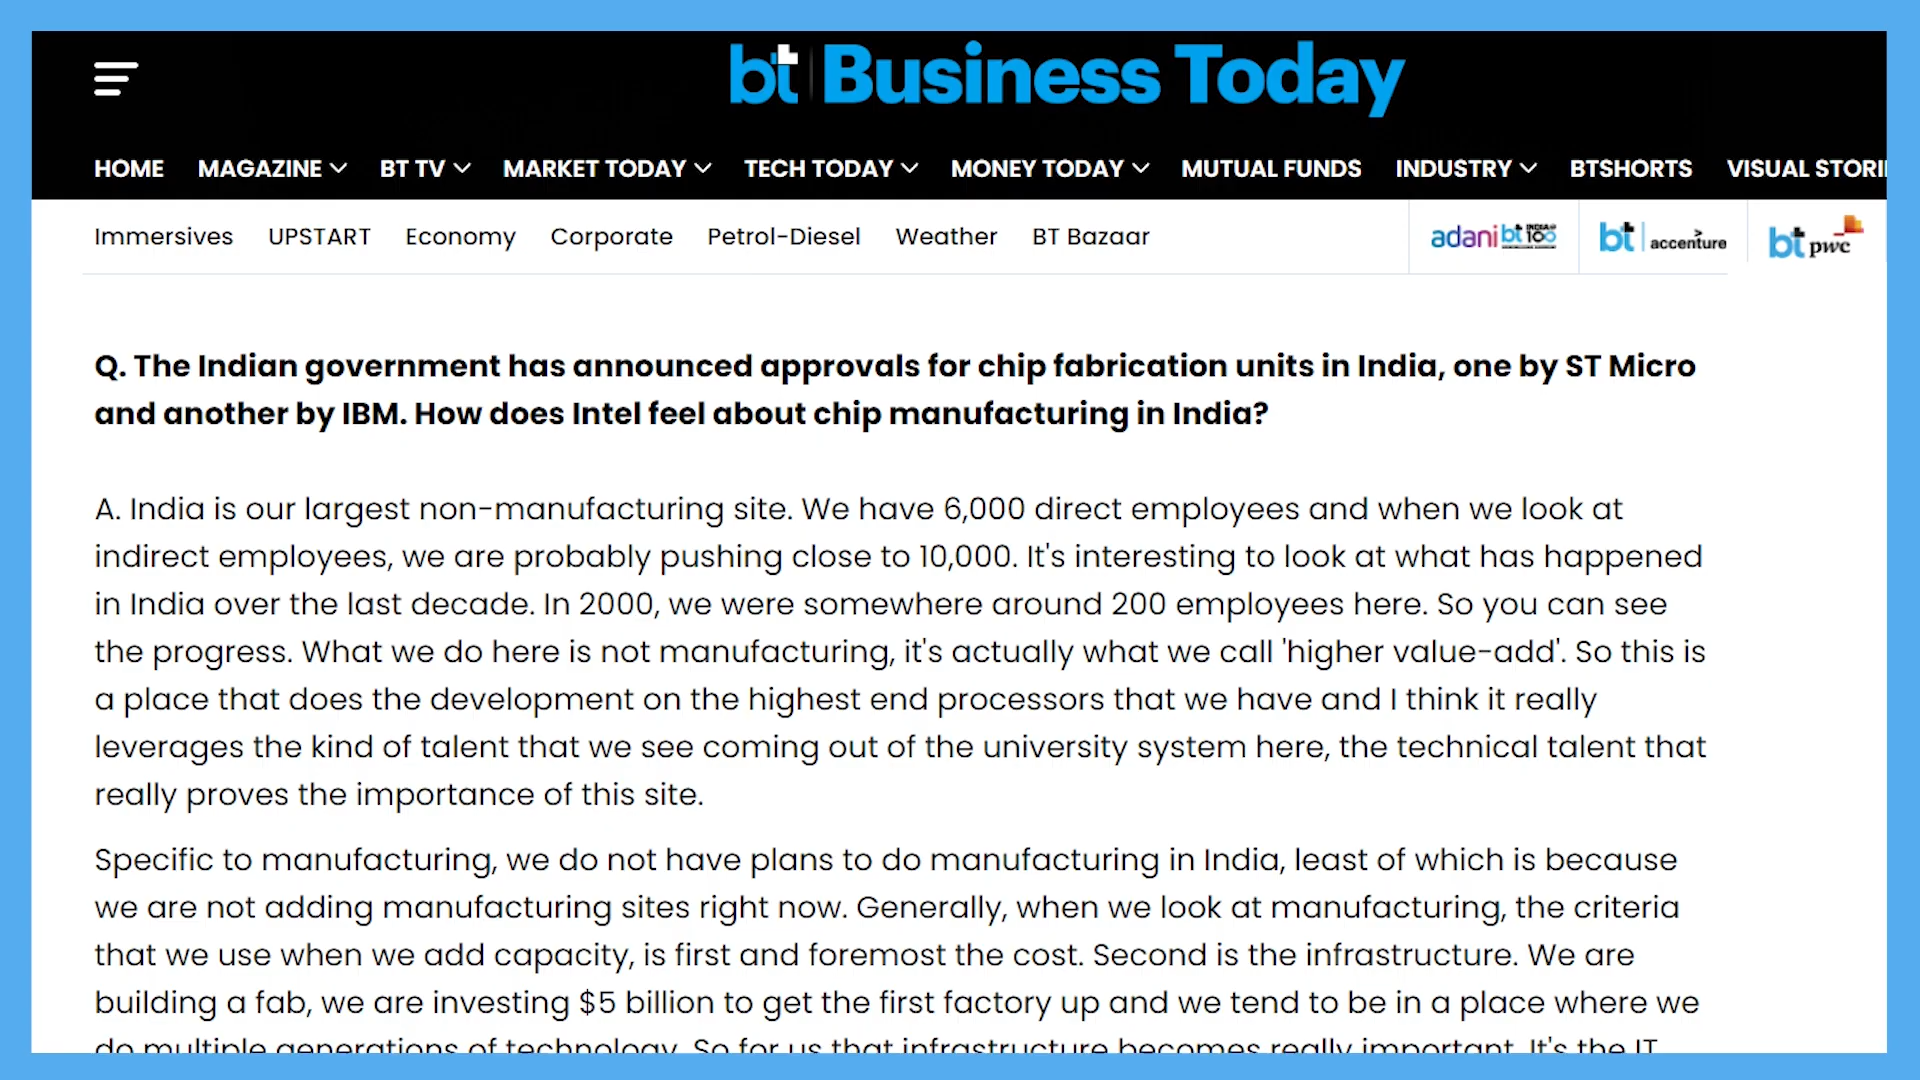 bt Business Today
HOME MAGAZINE BT TV MARKET TODAY TECH TODAY MONEY TODAY MUTUAL FUNDS INDUSTRY BTSHORTS VISUAL STORI
Immersives UPSTART Economy Corporate Petrol-Diesel Weather BT Bazaar adani bt INDIA@ 100 bt accenture bt pwc
Q. The Indian government has announced approvals for chip fabrication units in India, one by ST Micro
and another by IBM. How does Intel feel about chip manufacturing in India?
A. India is our largest non-manufacturing site. We have 6,000 direct employees and when we look at
indirect employees, we are probably pushing close to 10,000. It's interesting to look at what has happened
in India over the last decade. In 2000, we were somewhere around 200 employees here. So you can see
the progress. What we do here is not manufacturing, it's actually what we call 'higher value-add'. So this is
a place that does the development on the highest end processors that we have and I think it really
leverages the kind of talent that we see coming out of the university system here, the technical talent that
really proves the importance of this site.
Specific to manufacturing, we do not have plans to do manufacturing in India, least of which is because
we are not adding manufacturing sites right now. Generally, when we look at manufacturing, the criteria
that we use when we add capacity, is first and foremost the cost. Second is the infrastructure. We are
building a fab, we are investing $5 billion to get the first factory up and we tend to be in a place where we
do multiple generations of technology. So for us that infrastructure becomes really important. It's the IT